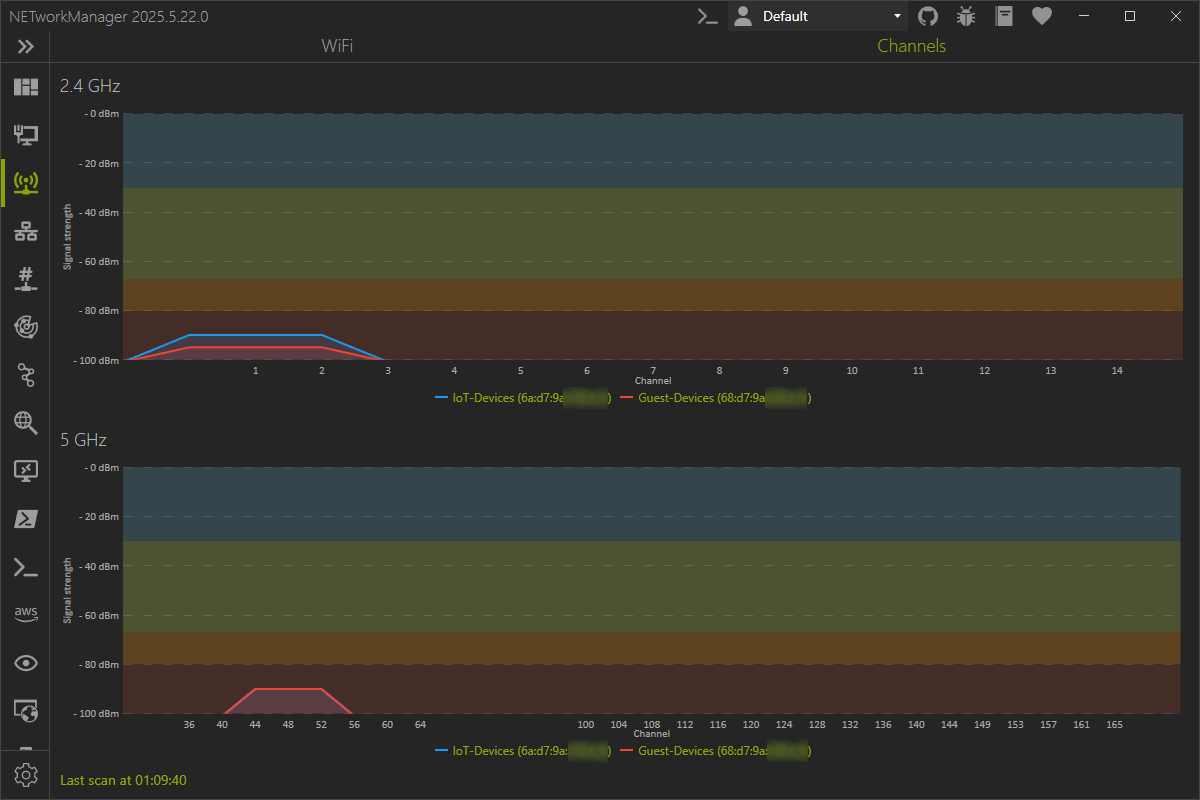 NETworkManager 2025.5.22.0
Default
WiFi
Channels
2.4 GHz
- 0 dBm
- 20 dBm
- 40 dBm
- 60 dBm
- 80 dBm
- 100 dBm
Signal strength
1 2 3 4 5 6 7 8 9 10 11 12 13 14
Channel
IoT-Devices (6a:d7:9a ) Guest-Devices (68:d7:9a )
5 GHz
- 0 dBm
- 20 dBm
- 40 dBm
- 60 dBm
- 80 dBm
- 100 dBm
Signal strength
36 40 44 48 52 56 60 64 100 104 108 112 116 120 124 128 132 136 140 144 149 153 157 161 165
Channel
IoT-Devices (6a:d7:9a: ) Guest-Devices (68:d7:9a: )
aws
Last scan at 01:09:40